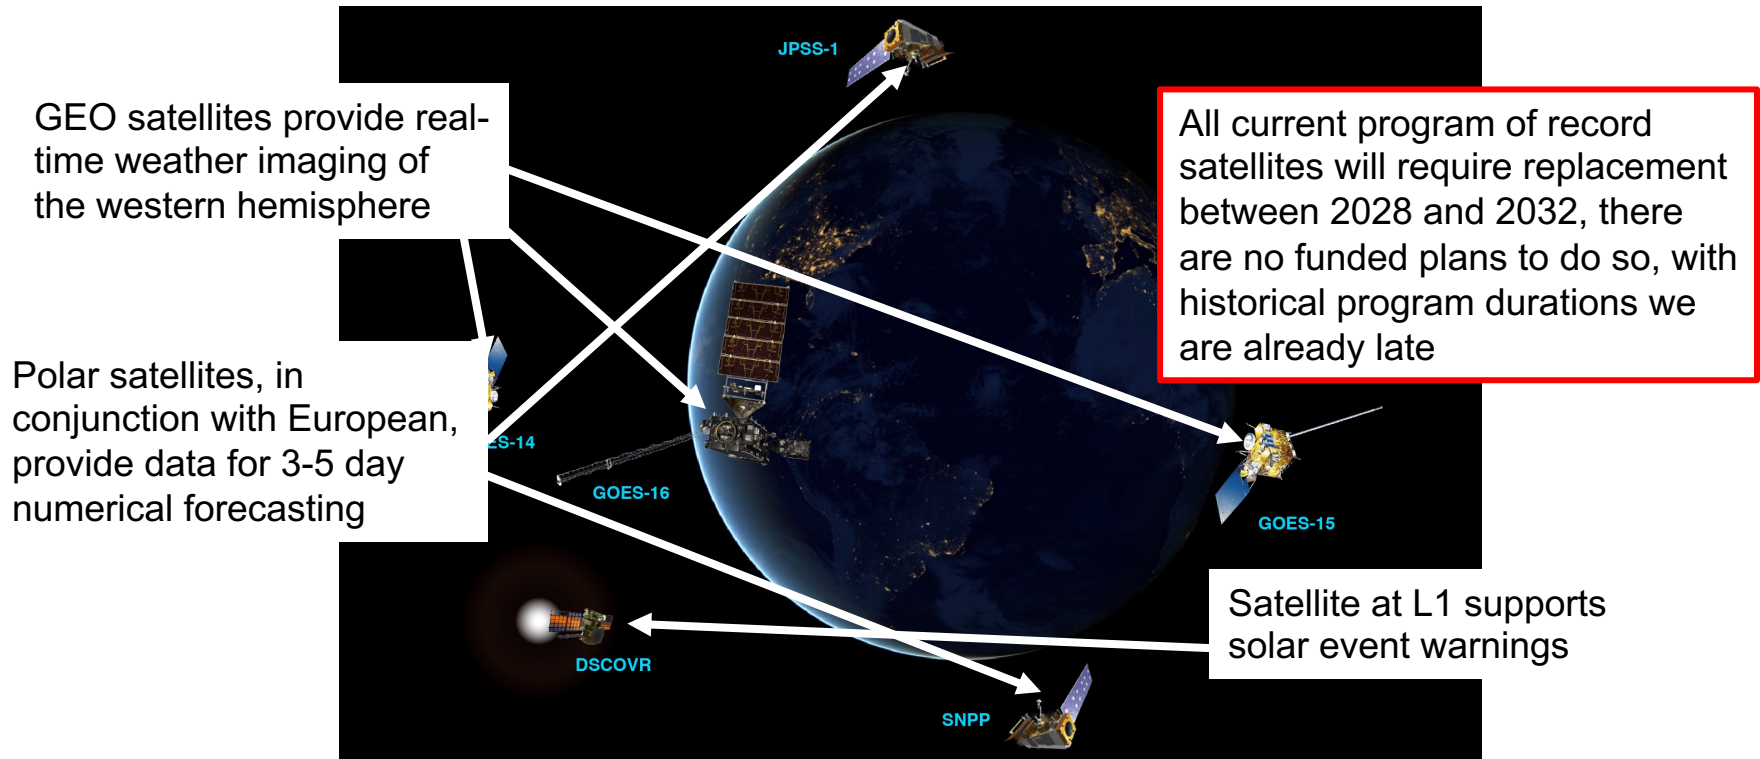 JPSS-1
GEO satellites provide real-
time weather imaging of
the western hemisphere
All current program of record
satellites will require replacement
between 2028 and 2032, there
are no funded plans to do so, with
historical program durations we
are already late
Polar satellites, in
conjunction with European,
provide data for 3-5 day
numerical forecasting
ES-14
GOES-16
GOES-15
Satellite at L1 supports
solar event warnings
DSCOVR
SNPP